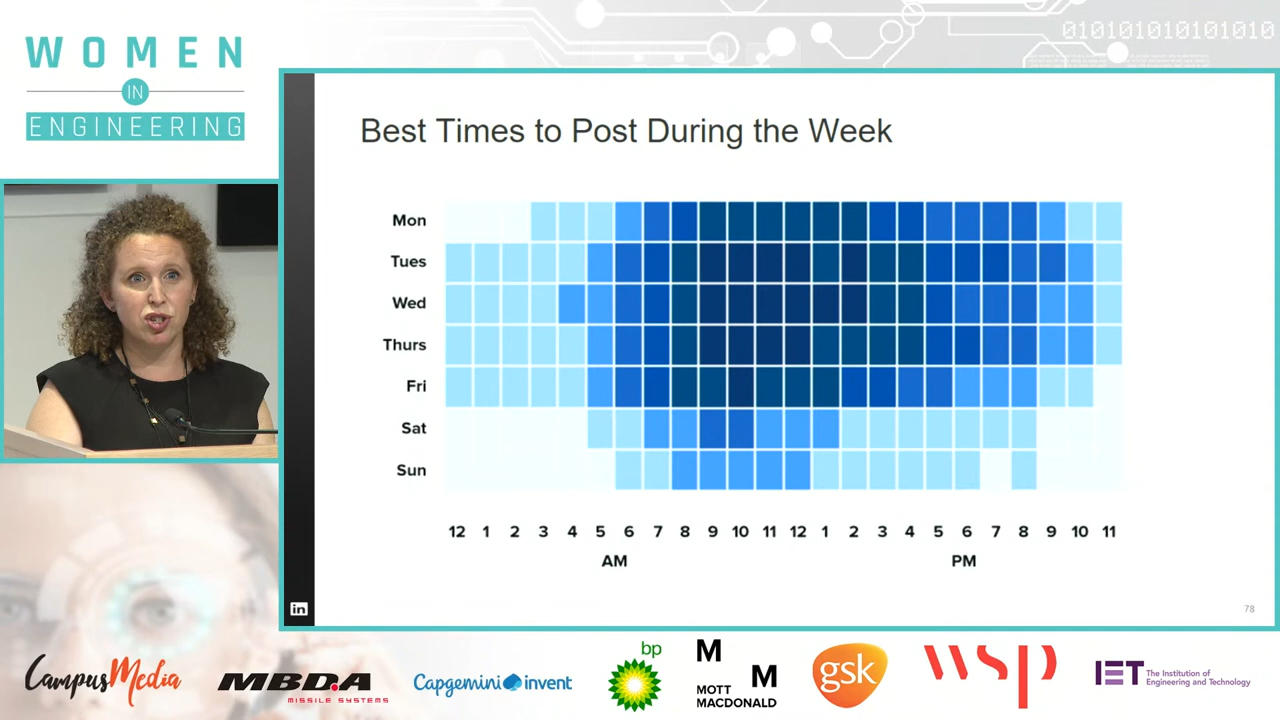 WOMEN
IN
ENGINEERING
010101010101010
Best Times to Post During the Week
Mon
Tues
Wed
Thurs
Fri
Sat
Sun
12 1 2 3 4 5 6 7 8 9 10 11 12 1 2 3 4 5 6 7 8 9 10 11
AM PM
in
78
CampusMedia
MBDA
MISSILE SYSTEMS
Capgemini invent
bp
M
M
MOTT
MACDONALD
gsk
wsp
IET
The Institution of
Engineering and Technology